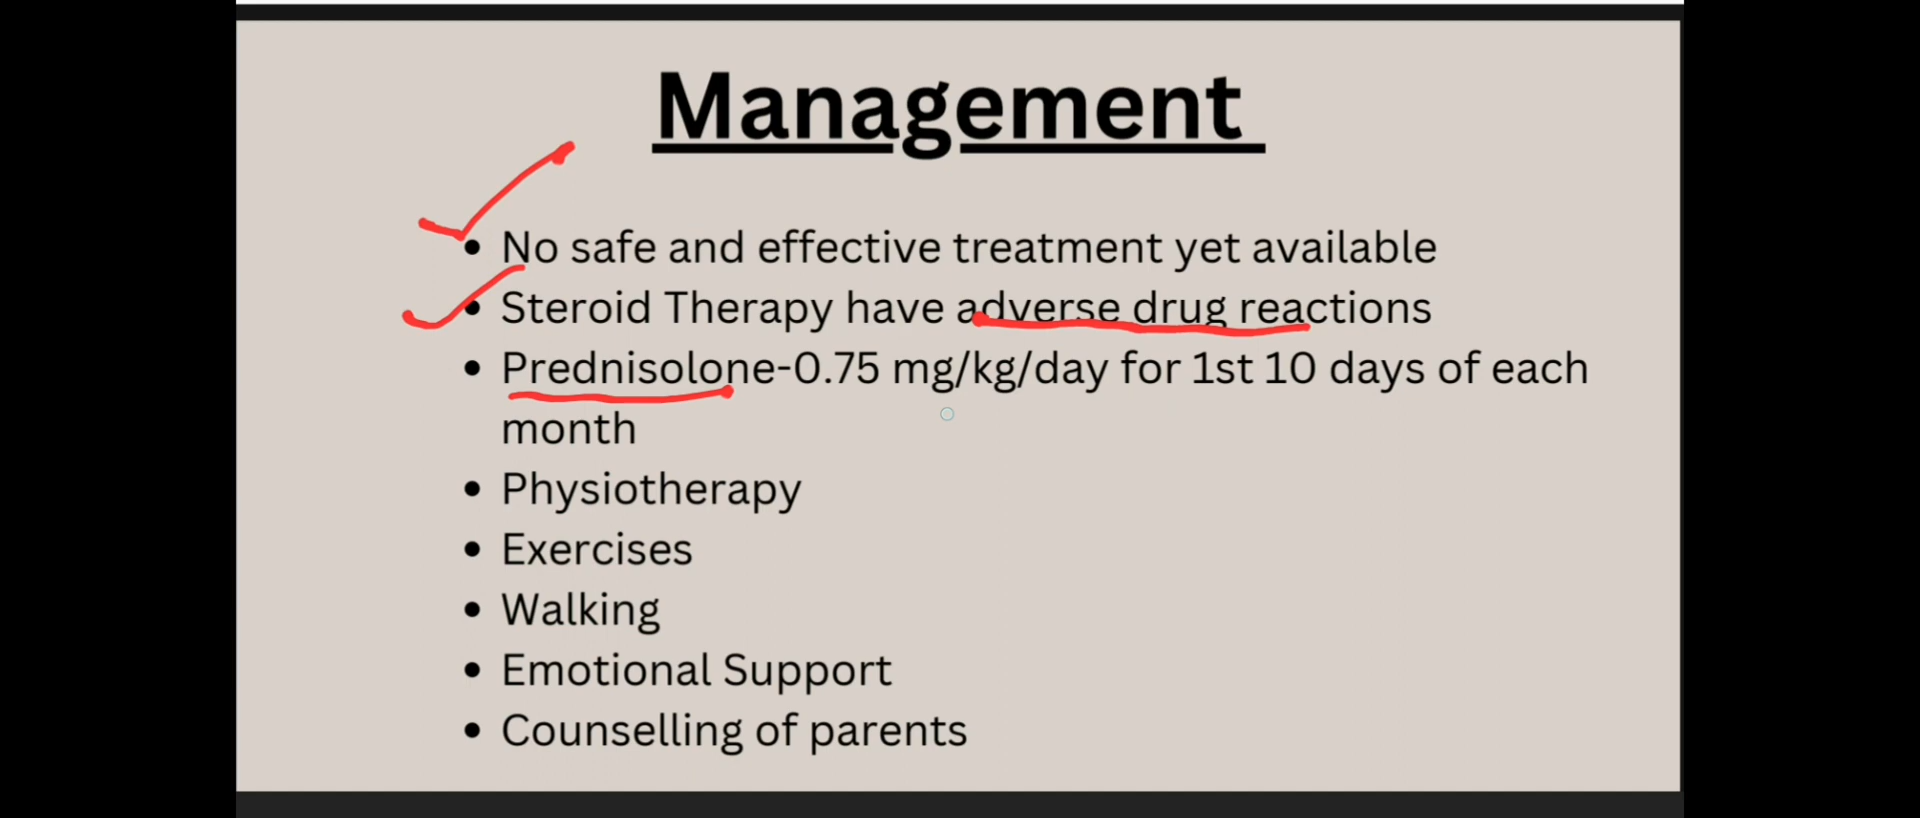 Management
• No safe and effective treatment yet available
• Steroid Therapy have adverse drug reactions
• Prednisolone-0.75 mg/kg/day for 1st 10 days of each
month
• Physiotherapy
• Exercises
• Walking
• Emotional Support
• Counselling of parents